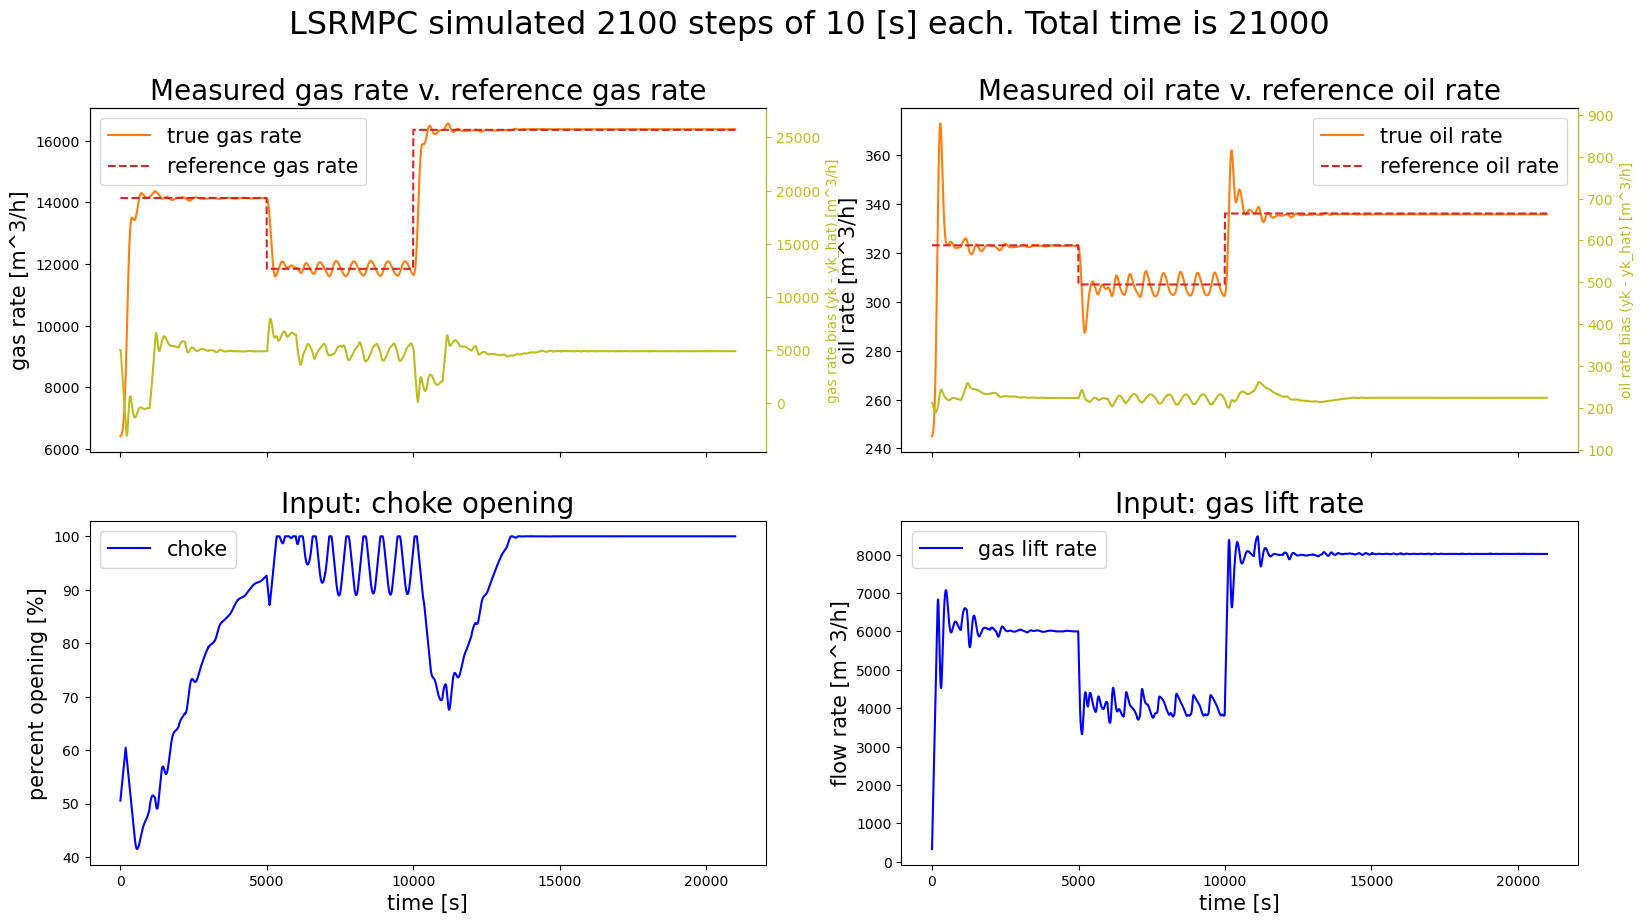 LSRMPC simulated 2100 steps of 10 [s] each. Total time is 21000
Measured gas rate v. reference gas rate
true gas rate
reference gas rate
gas rate [m^3/h]
16000
14000
12000
10000
8000
6000
25000
20000
15000
10000
5000
0
gas rate bias (yk - yk_hat) [m^3/h]
Measured oil rate v. reference oil rate
true oil rate
reference oil rate
oil rate [m^3/h]
360
340
320
300
280
260
240
900
800
700
600
500
400
300
200
100
oil rate bias (yk - yk_hat) [m^3/h]
Input: choke opening
choke
percent opening [%]
100
90
80
70
60
50
40
0 5000 10000 15000 20000
time [s]
Input: gas lift rate
gas lift rate
flow rate [m^3/h]
8000
7000
6000
5000
4000
3000
2000
1000
0
0 5000 10000 15000 20000
time [s]